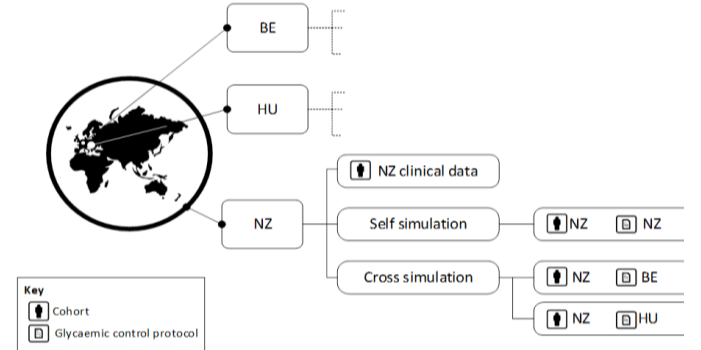 BE
HU
NZ clinical data
NZ
Self simulation
NZ NZ
Cross simulation
NZ BE
NZ HU
Key
Cohort
Glycaemic control protocol